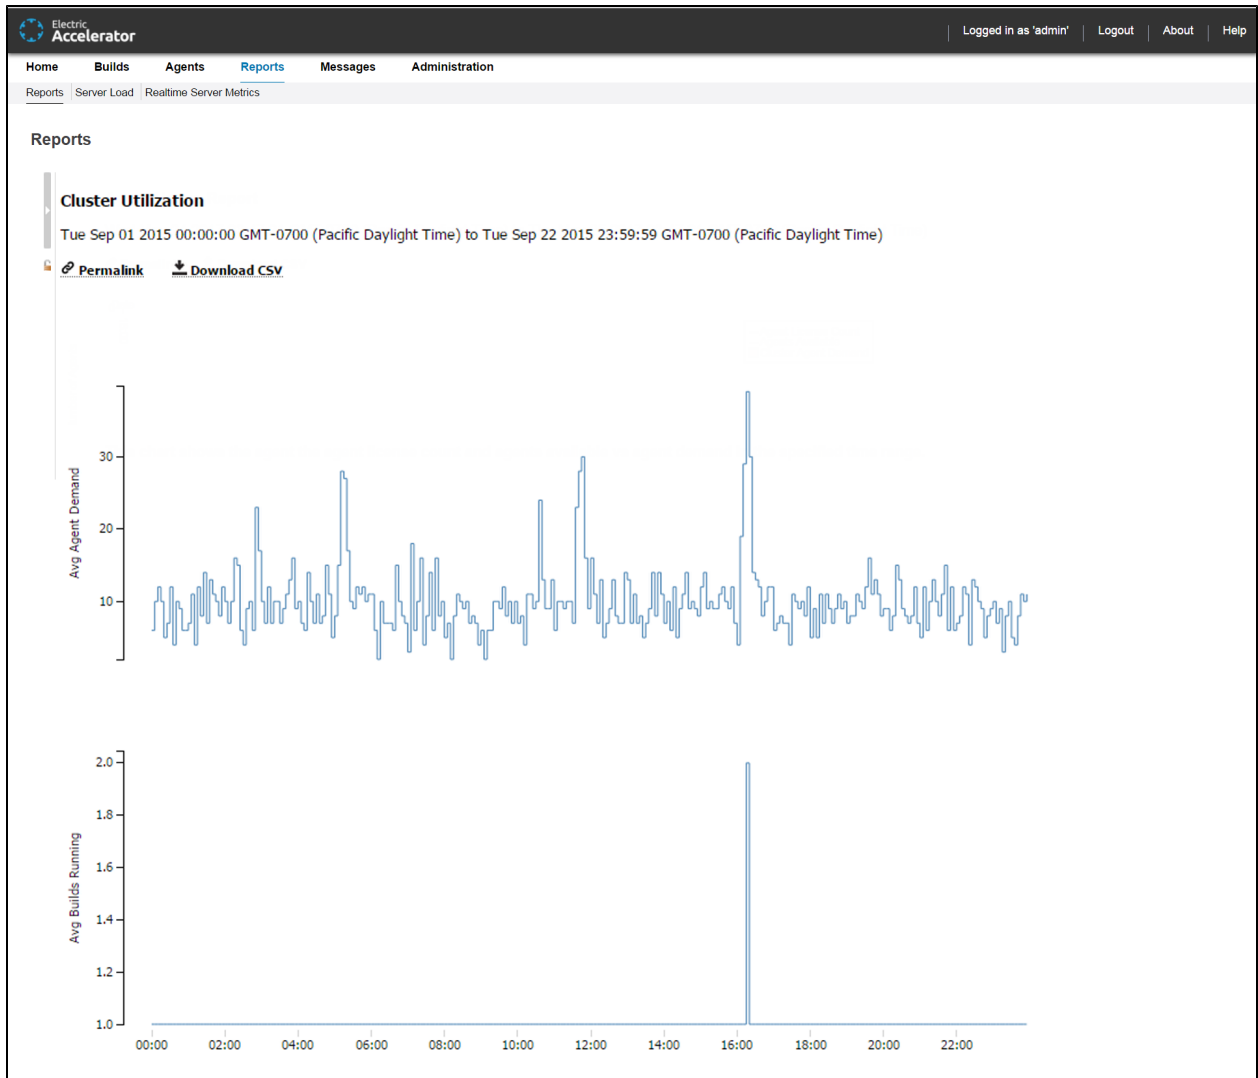 Electric
Accelerator
Logged in as 'admin' Logout About Help
Home Builds Agents Reports Messages Administration
Reports Server Load Realtime Server Metrics
Reports
Cluster Utilization
Tue Sep 01 2015 00:00:00 GMT-0700 (Pacific Daylight Time) to Tue Sep 22 2015 23:59:59 GMT-0700 (Pacific Daylight Time)
Permalink Download CSV
Avg Agent Demand
30
20
10
Avg Builds Running
2.0
1.8
1.6
1.4
1.2
1.0
00:00 02:00 04:00 06:00 08:00 10:00 12:00 14:00 16:00 18:00 20:00 22:00